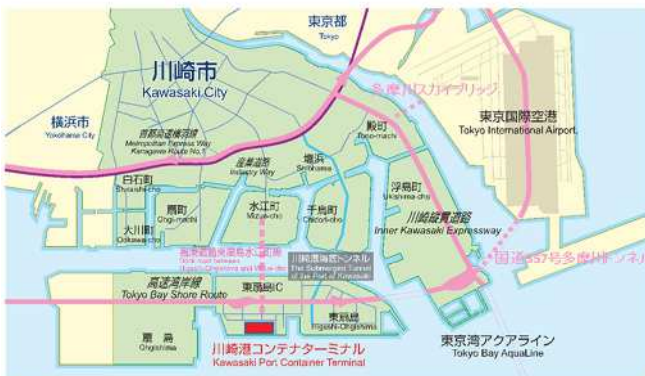 東京都
Tokyo
川崎市
Kawasaki City
多摩川スカイブリッジ
横浜市
Yokohama City
首都高速横羽線
Metropolitan Express Way
Kanagawa Route No.1
殿町
Tono-machi
東京国際空港
Tokyo International Airport.
産業道路
Industry Way
塩浜
Shiohama
白石町
Shiraishi-cho
扇町
Ohgi-machi
水江町
Mizue-cho
千鳥町
Chidori-cho
浮島町
Ukishima-cho
大川町
Ookawa-cho
川崎縦貫道路
Inner Kawasaki Expressway
川崎港海底トンネル
The Submerged Tunnel
of the Port of Kawasaki
国道357号多摩川トンネル
高速湾岸線
Tokyo Bay Shore Route
東扇島IC
扇島
Ohgishima
東扇島
Higashi-Ohgishima
川崎港コンテナターミナル
Kawasaki Port Container Terminal
東京湾アクアライン
Tokyo Bay AquaLine